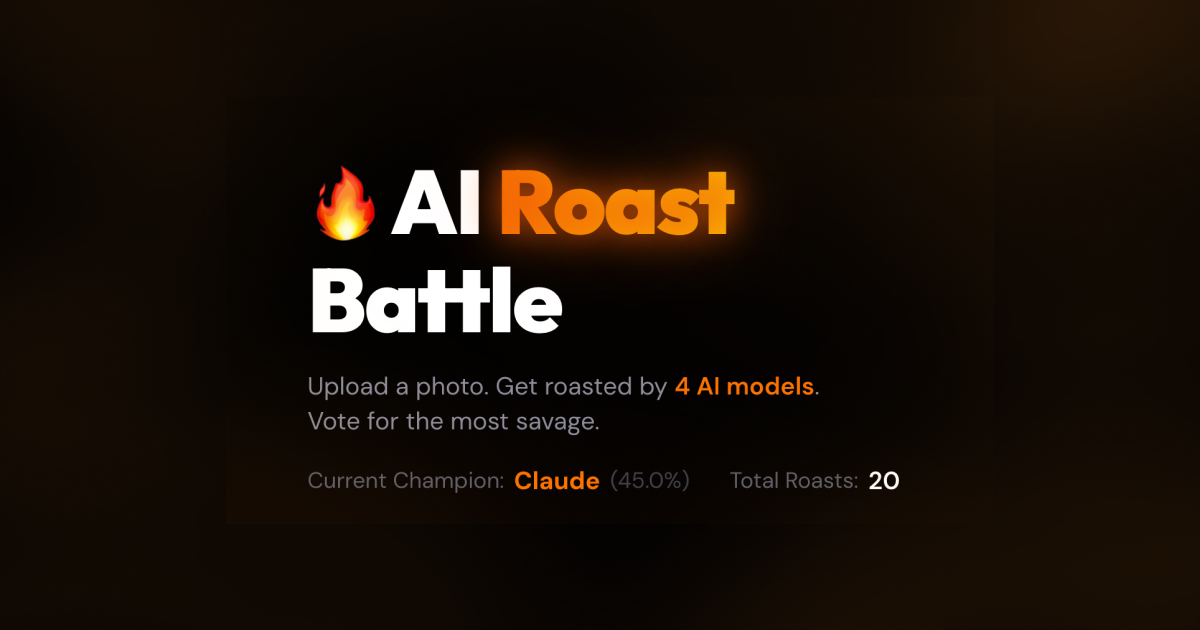 🔥 AI Roast
Battle
Upload a photo. Get roasted by 4 AI models.
Vote for the most savage.
Current Champion: Claude (45.0%) Total Roasts: 20